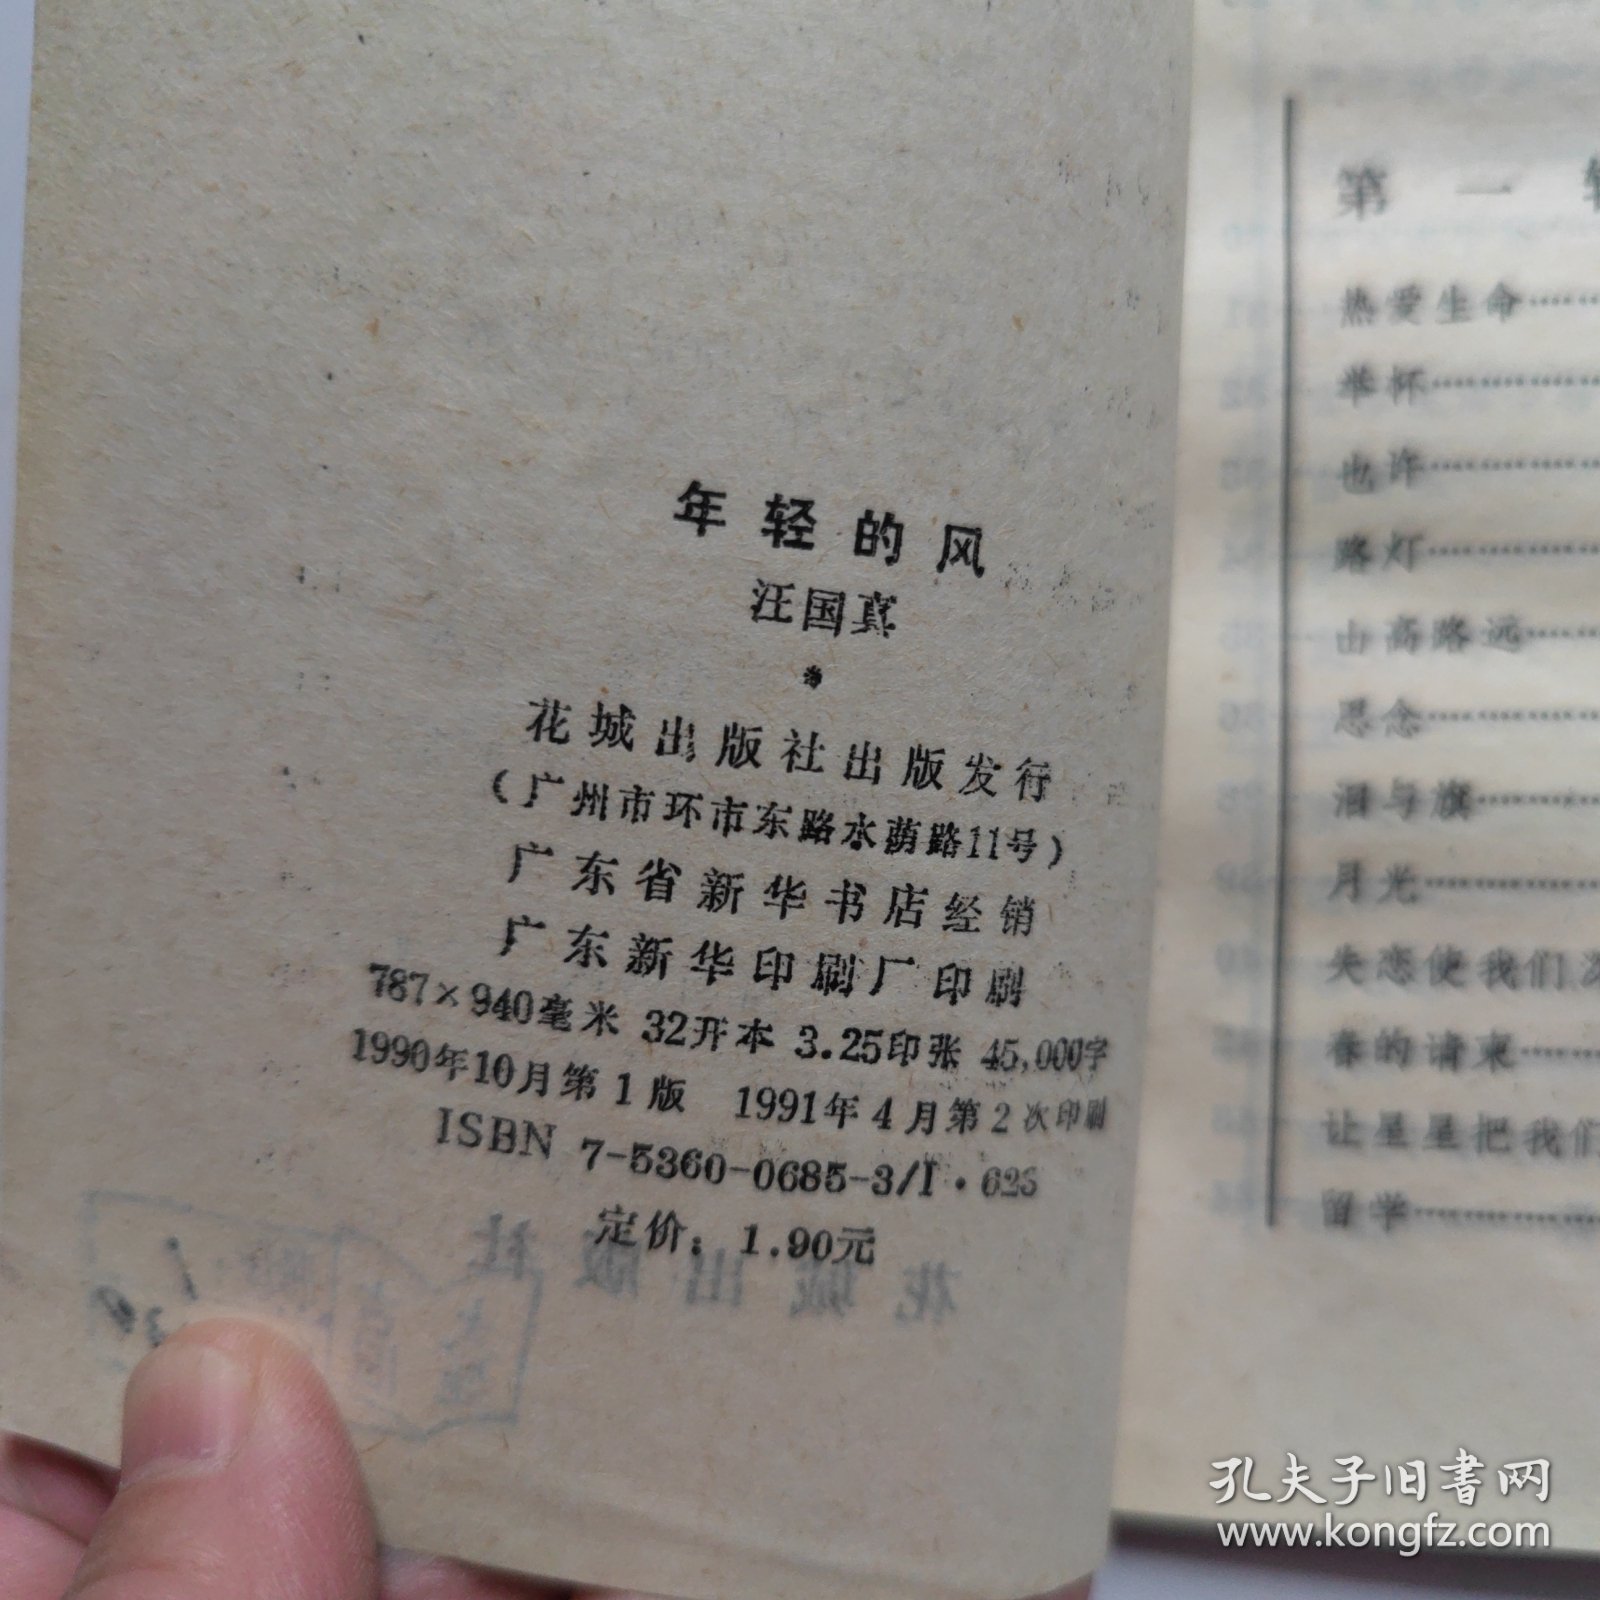 年轻的风
汪国真
*
花城出版社出版发行
(广州市环市东路水荫路11号)
广东省新华书店经销
广东新华印刷厂印刷
787×940毫米 32开本 3.25印张 45,000字
1990年10月第1版 1991年4月第2次印刷
ISBN 7-5360-0685-3/I·625
定价：1.90元
花城出版社
第一
热爱生命
举杯
也许
路灯
山高路远
思念
泪与旗
月光
失恋使我们
春的请柬
让星星把我们
留学
孔夫子旧书网
www.kongfz.com